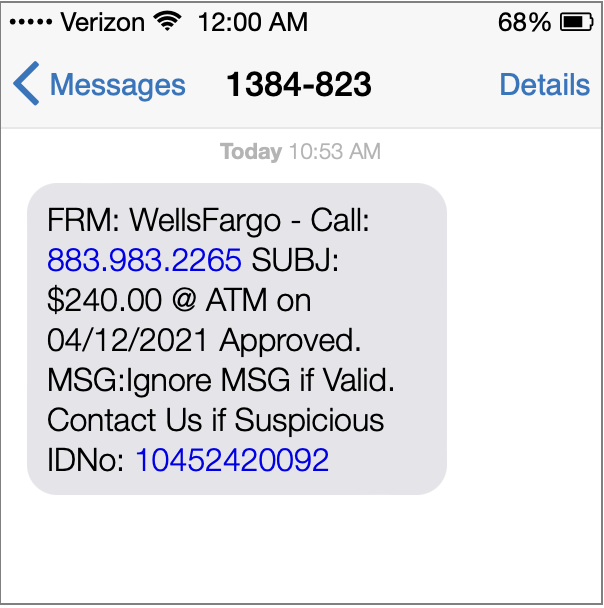 Verizon 12:00 AM 68%
Messages 1384-823 Details
Today 10:53 AM
FRM: WellsFargo - Call:
883.983.2265 SUBJ:
$240.00 @ ATM on
04/12/2021 Approved.
MSG:Ignore MSG if Valid.
Contact Us if Suspicious
IDNo: 10452420092